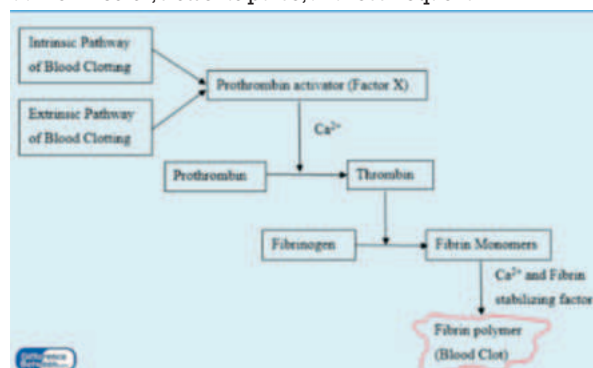 Intrinsic Pathway
of Blood Clotting
Prothrombin activator (Factor X)
Extrinsic Pathway
of Blood Clotting
Ca²⁺
Prothrombin
Thrombin
Fibrinogen
Fibrin Monomers
Ca²⁺ and Fibrin
stabilizing factor
Fibrin polymer
(Blood Clot)